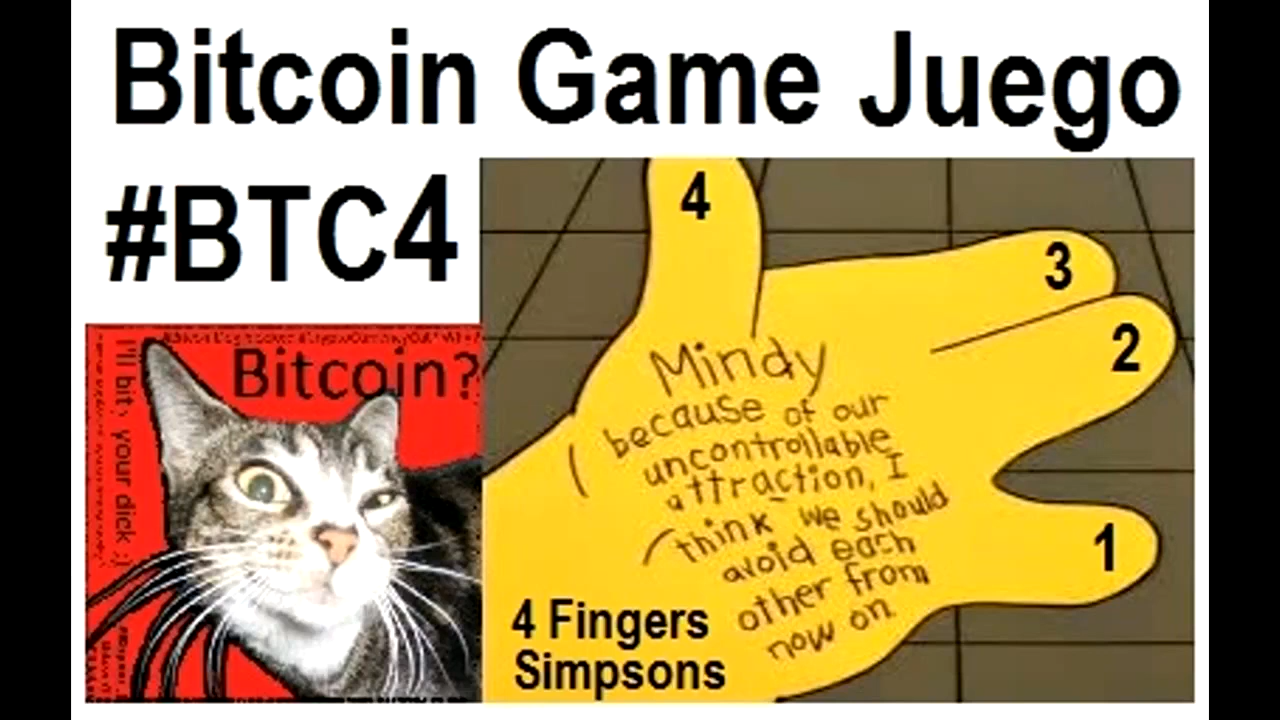 Bitcoin Game Juego
#BTC4
4
3
2
1
Bitcoin?
I'll bit, your dick :)
Mindy
because of our
uncontrollable
attraction, I
think we should
avoid each
other from
now on
4 Fingers
Simpsons